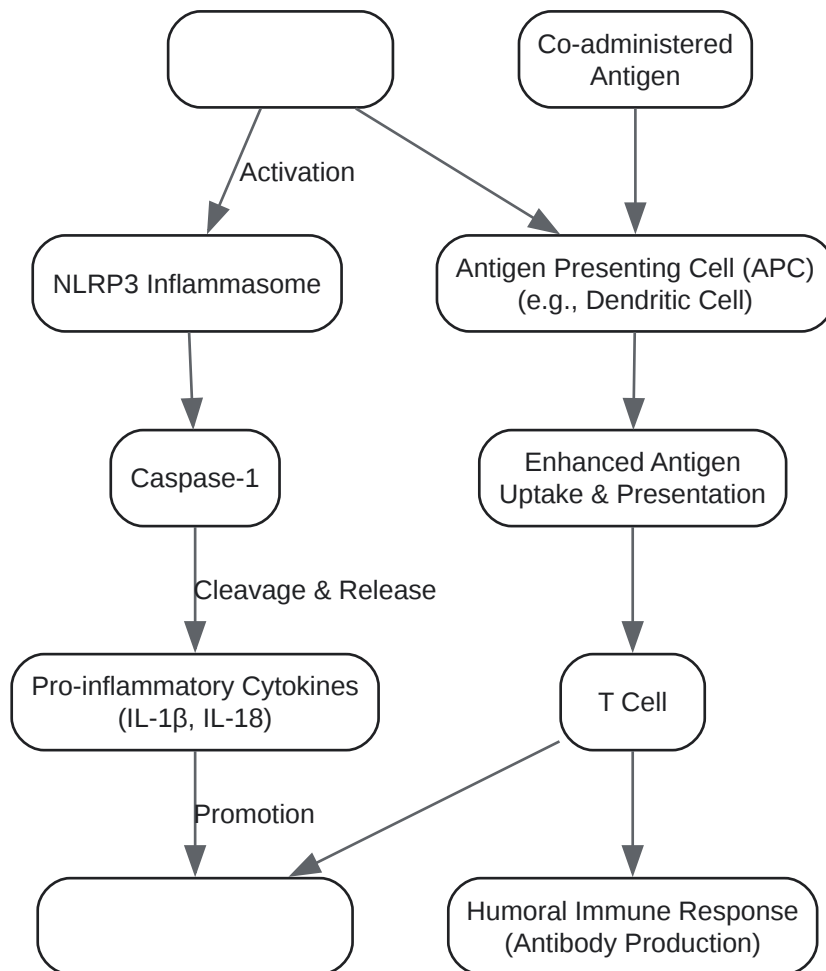 Co-administered
Antigen
Activation
NLRP3 Inflammasome
Antigen Presenting Cell (APC)
(e.g., Dendritic Cell)
Caspase-1
Enhanced Antigen
Uptake & Presentation
Cleavage & Release
Pro-inflammatory Cytokines
(IL-1β, IL-18)
T Cell
Promotion
Humoral Immune Response
(Antibody Production)